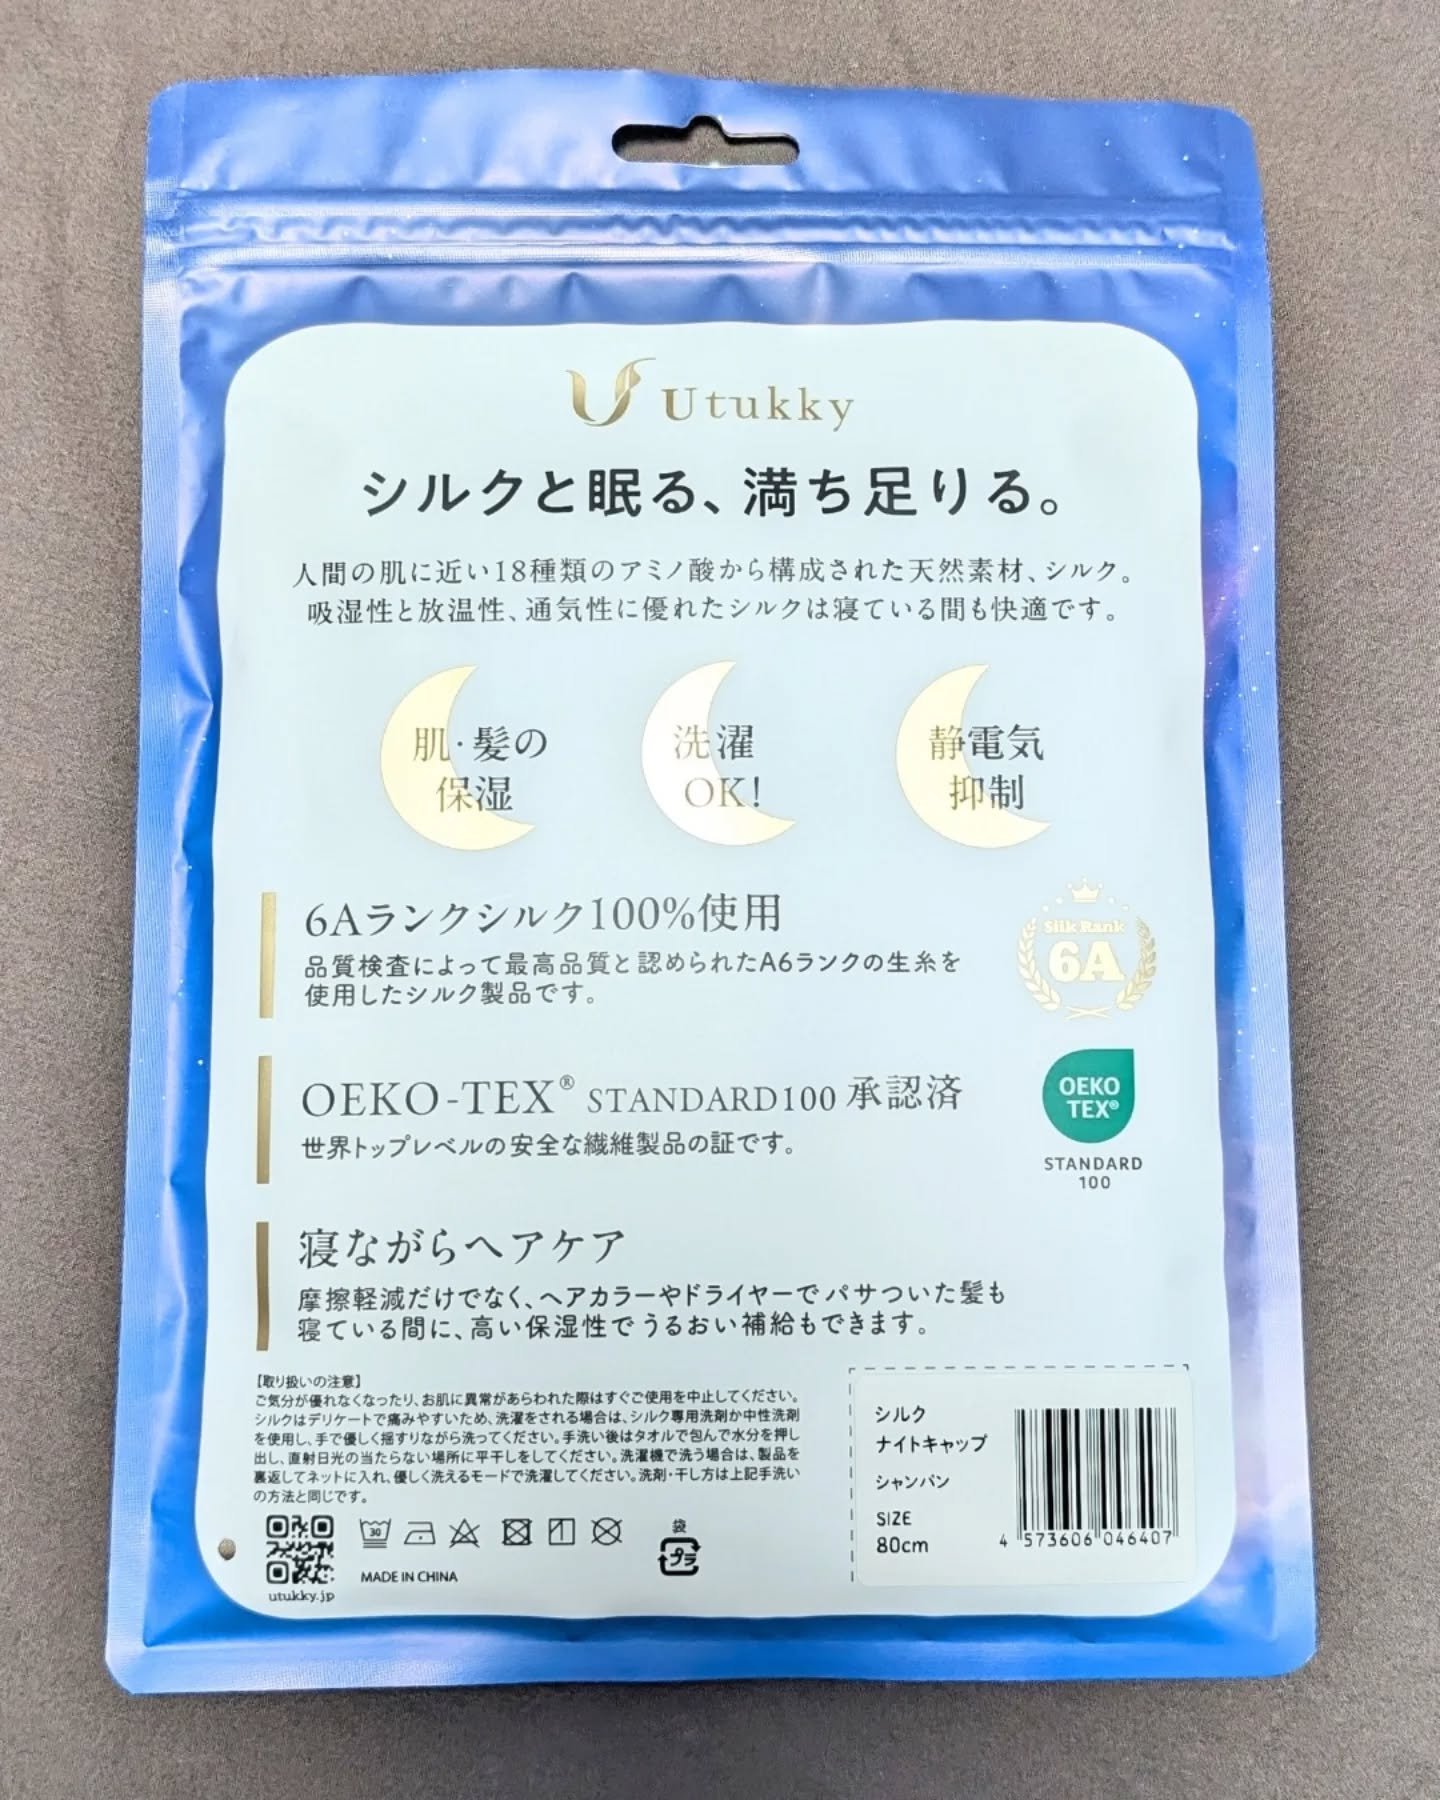 Utukky
シルクと眠る、満ち足りる。
人間の肌に近い18種類のアミノ酸から構成された天然素材、シルク。
吸湿性と放温性、通気性に優れたシルクは寝ている間も快適です。
肌・髪の
保湿
洗濯
OK!
静電気
抑制
6Aランクシルク100%使用
品質検査によって最高品質と認められたA6ランクの生糸を
使用したシルク製品です。
Silk Rank
6A
OEKO-TEX® STANDARD100 承認済
世界トップレベルの安全な繊維製品の証です。
OEKO
TEX®
STANDARD
100
寝ながらヘアケア
摩擦軽減だけでなく、ヘアカラーやドライヤーでパサついた髪も
寝ている間に、高い保湿性でうるおい補給もできます。
【取り扱いの注意】
ご気分が優れなくなったり、お肌に異常があらわれた際はすぐご使用を中止してください。
シルクはデリケートで痛みやすいため、洗濯をされる場合は、シルク専用洗剤か中性洗剤
を使用し、手で優しく揺すりながら洗ってください。手洗い後はタオルで包んで水分を押し
出し、直射日光の当たらない場所に平干しをしてください。洗濯機で洗う場合は、製品を
裏返してネットに入れ、優しく洗えるモードで洗濯してください。洗剤・干し方は上記手洗い
の方法と同じです。
utukky.jp
30
MADE IN CHINA
袋
プラ
シルク
ナイトキャップ
シャンパン
SIZE
80cm
4 573606 046407